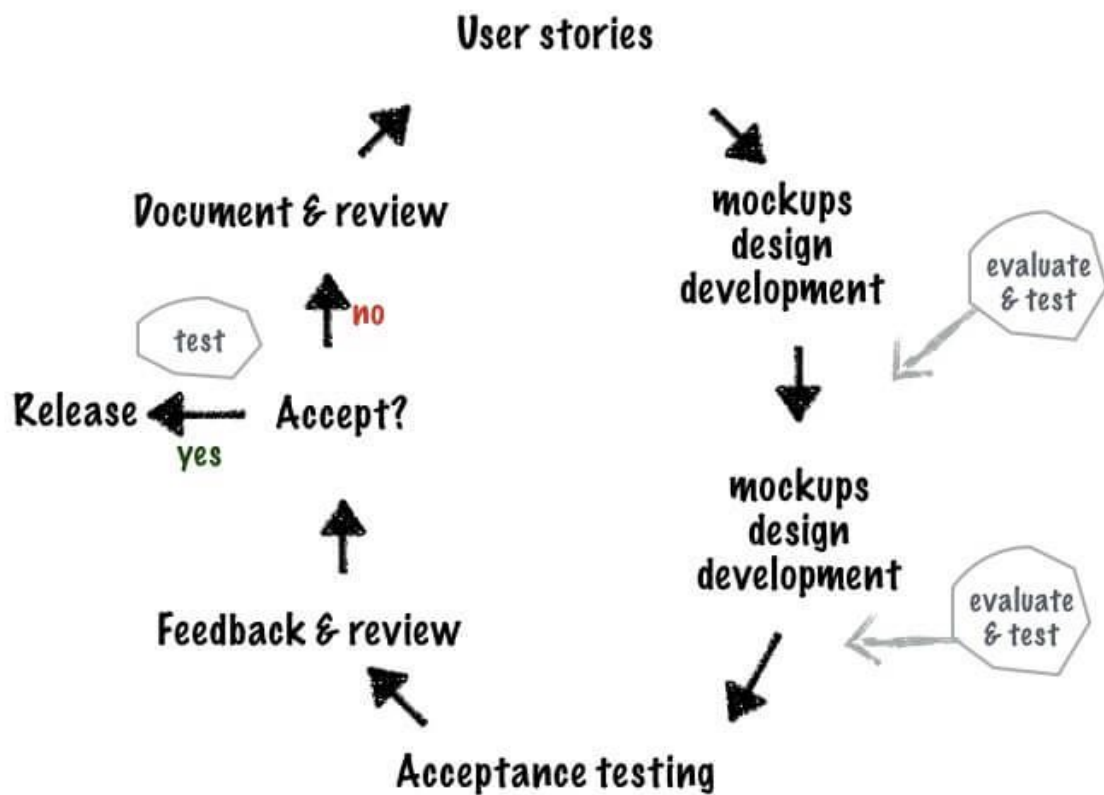 User stories
mockups
design
development
evaluate
& test
mockups
design
development
evaluate
& test
Acceptance testing
Feedback & review
Accept?
yes
Release
test
no
Document & review